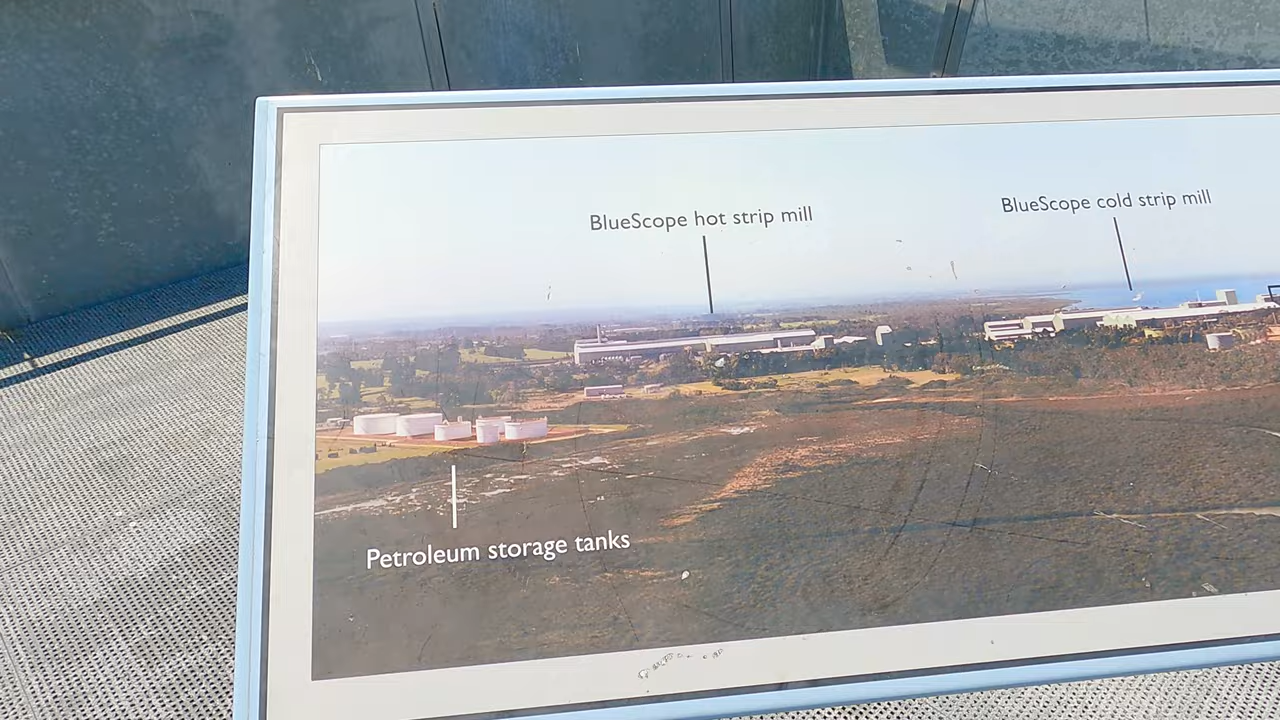 BlueScope hot strip mill
BlueScope cold strip mill
Petroleum storage tanks